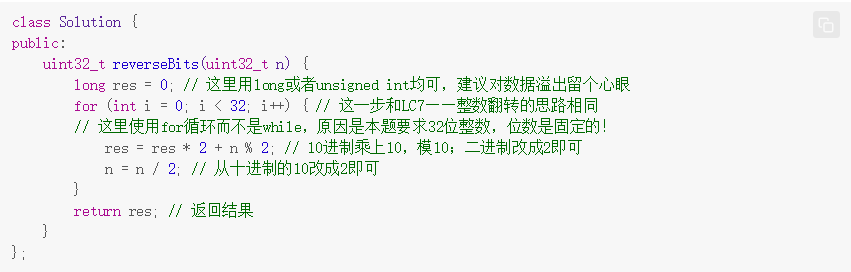 class Solution {
public:
    uint32_t reverseBits(uint32_t n) {
        long res = 0; // 这里用long或者unsigned int均可，建议对数据溢出留个心眼
        for (int i = 0; i < 32; i++) { // 这一步和LC7——整数翻转的思路相同
        // 这里使用for循环而不是while，原因是本题要求32位整数，位数是固定的！
            res = res * 2 + n % 2; // 10进制乘上10，模10；二进制改成2即可
            n = n / 2; // 从十进制的10改成2即可
        }
        return res; // 返回结果
    }
};